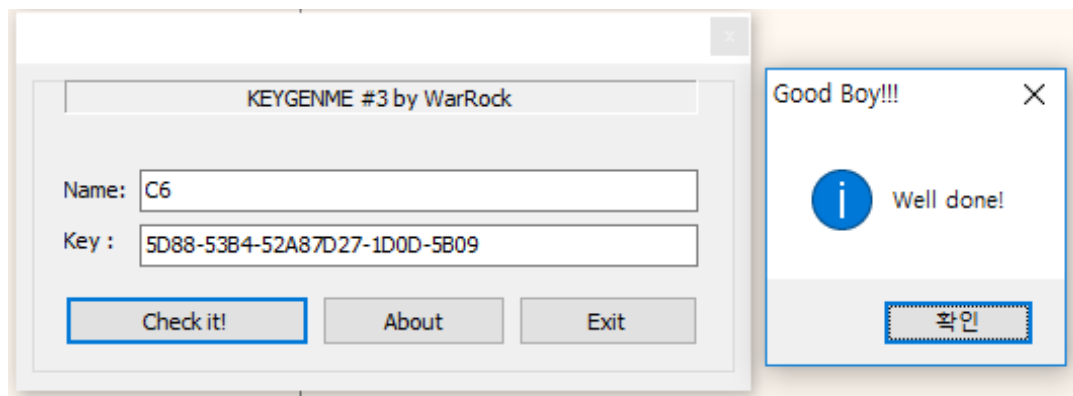 KEYGENME #3 by WarRock
Name: C6
Key : 5D88-53B4-52A87D27-1D0D-5B09
Check it! About Exit
Good Boy!!!
Well done!
확인